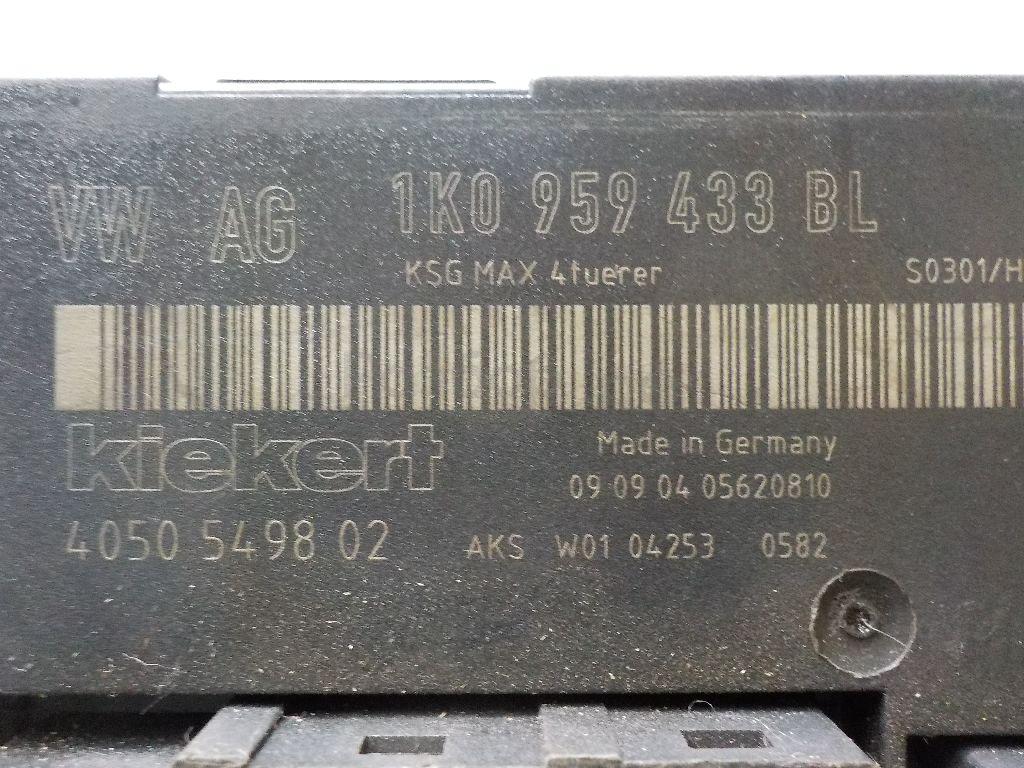 VW AG 1K0 959 433 BL
KSG MAX 4tuerer S0301/H
kiekert Made in Germany
09 09 04 05620810
4050 5498 02 AKS W01 04253 0582